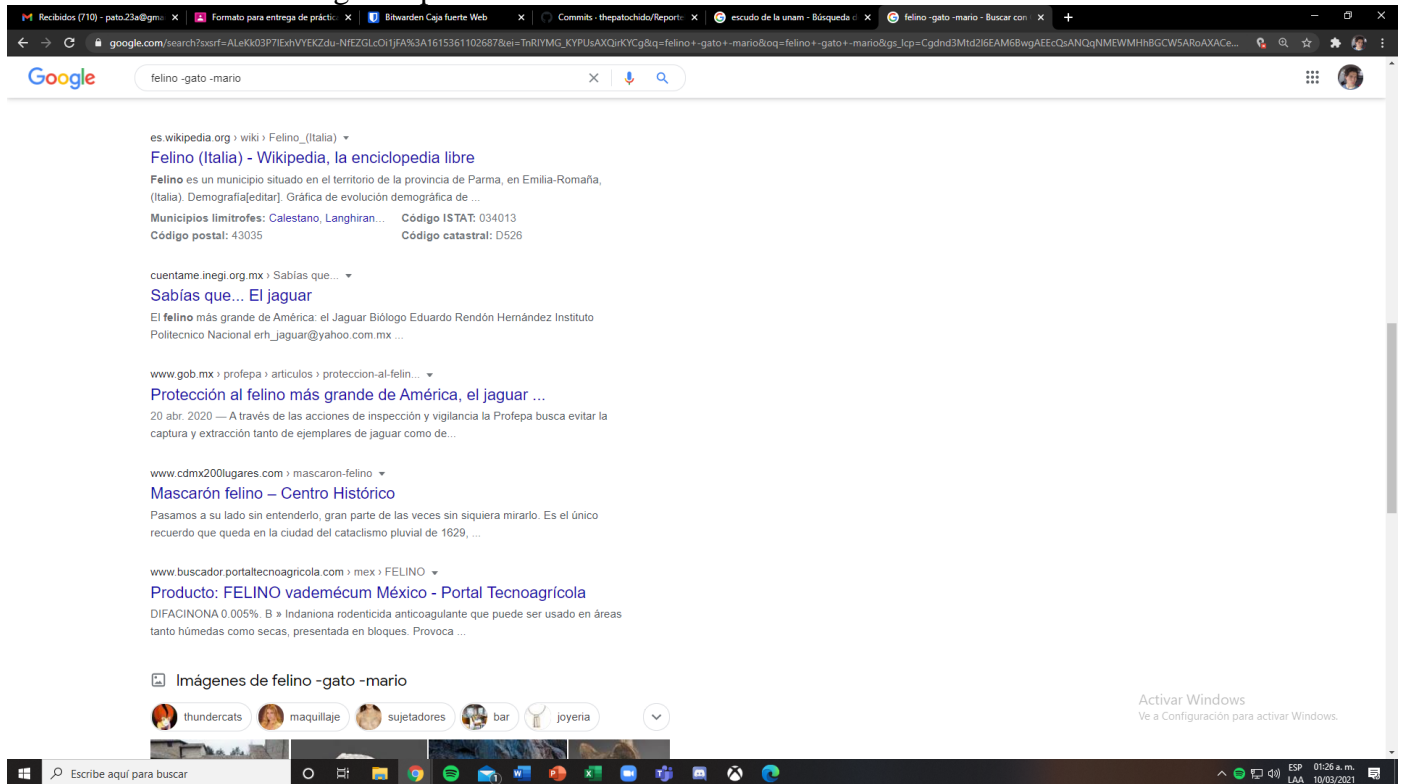 Recibidos (710) - pato.23a@gma
Formato para entrega de práctic
Bitwarden Caja fuerte Web
Commits · thepatochido/Reporte
escudo de la unam - Búsqueda d
felino -gato -mario - Buscar con
google.com/search?sxsrf=ALeKk03P7IExhVYEKZdu-NfEZGLcOi1jFA%3A1615361102687&ei=TnRIYMG_KYPUsAXQirKYCg&q=felino+-gato+-mario&oq=felino+-gato+-mario&gs_lcp=Cgdnd3Mtd2l6EAM6BwgAEEcQsANQqNMEWMHhBGCW5ARoAXACe...
Google
felino -gato -mario
es.wikipedia.org › wiki › Felino_(Italia)
Felino (Italia) - Wikipedia, la enciclopedia libre
Felino es un municipio situado en el territorio de la provincia de Parma, en Emilia-Romaña,
(Italia). Demografía[editar]. Gráfica de evolución demográfica de ...
Municipios limítrofes: Calestano, Langhiran... Código ISTAT: 034013
Código postal: 43035 Código catastral: D526
cuentame.inegi.org.mx › Sabías que...
Sabías que... El jaguar
El felino más grande de América: el Jaguar Biólogo Eduardo Rendón Hernández Instituto
Politecnico Nacional erh_jaguar@yahoo.com.mx ...
www.gob.mx › profepa › articulos › proteccion-al-felin...
Protección al felino más grande de América, el jaguar ...
20 abr. 2020 — A través de las acciones de inspección y vigilancia la Profepa busca evitar la
captura y extracción tanto de ejemplares de jaguar como de...
www.cdmx200lugares.com › mascaron-felino
Mascarón felino – Centro Histórico
Pasamos a su lado sin entenderlo, gran parte de las veces sin siquiera mirarlo. Es el único
recuerdo que queda en la ciudad del cataclismo pluvial de 1629, ...
www.buscador.portaltecnoagricola.com › mex › FELINO
Producto: FELINO vademécum México - Portal Tecnoagrícola
DIFACINONA 0.005%. B » Indaniona rodenticida anticoagulante que puede ser usado en áreas
tanto húmedas como secas, presentada en bloques. Provoca ...
Imágenes de felino -gato -mario
thundercats
maquillaje
sujetadores
bar
joyeria
Activar Windows
Ve a Configuración para activar Windows.
Escribe aquí para buscar
ESP 01:26 a. m.
LAA 10/03/2021